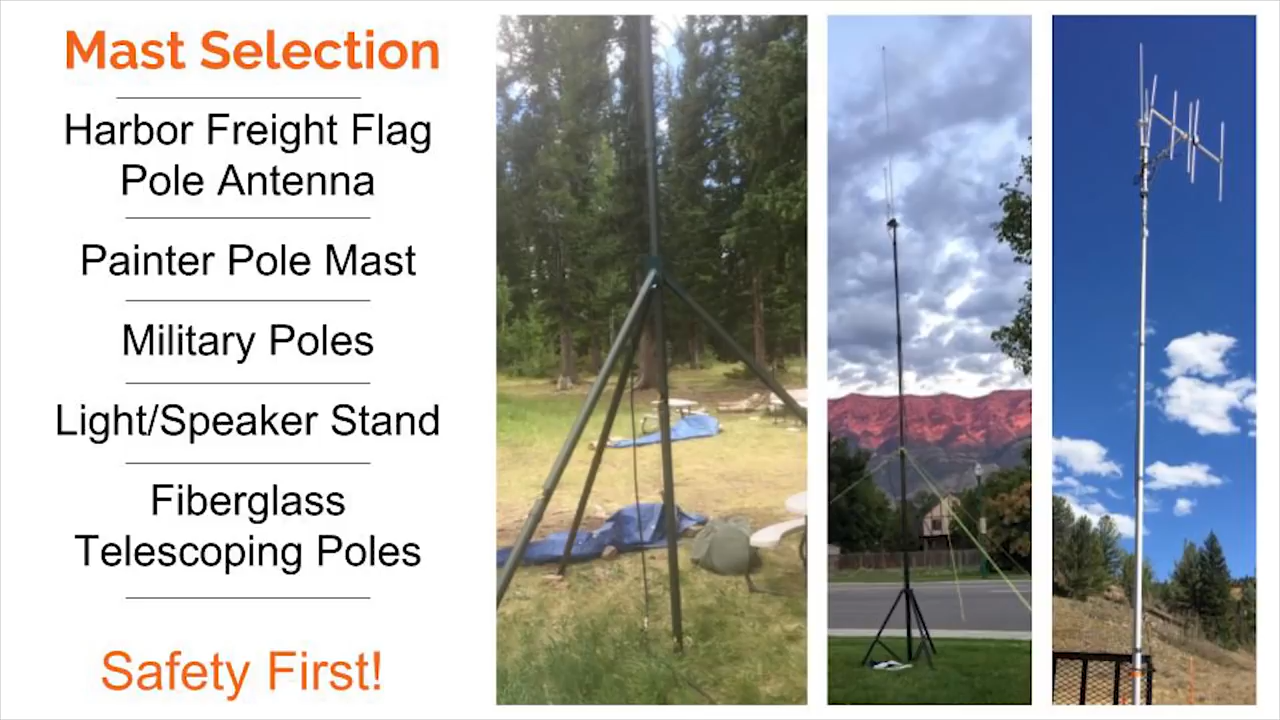 Mast Selection
Harbor Freight Flag
Pole Antenna
Painter Pole Mast
Military Poles
Light/Speaker Stand
Fiberglass
Telescoping Poles
Safety First!